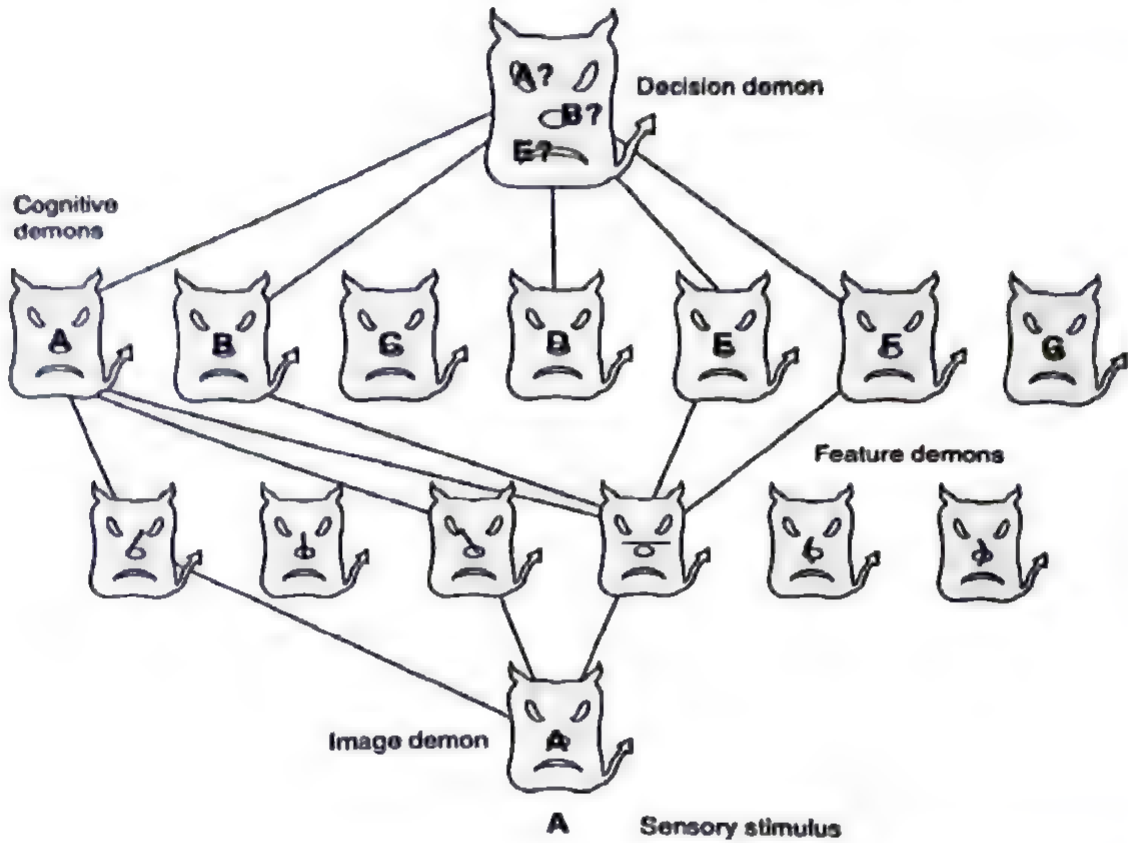 A?
Decision demon
B?
E?
Cognitive
demons
A B C D E F G
Feature demons
Image demon
A
A
Sensory stimulus